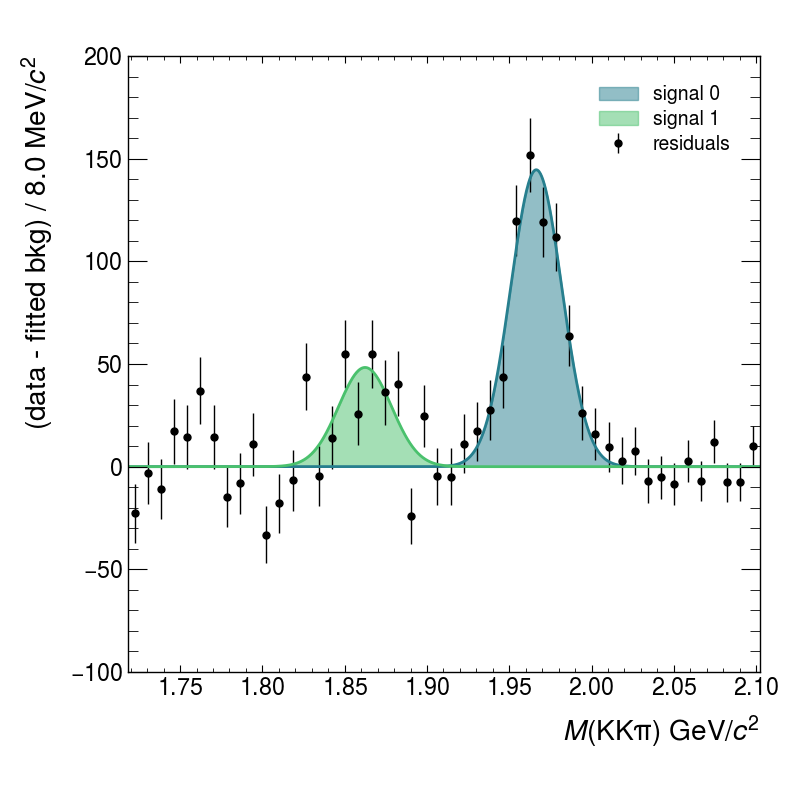 (data - fitted bkg) / 8.0 MeV/c²
200
150
100
50
0
−50
−100
signal 0
signal 1
residuals
1.75 1.80 1.85 1.90 1.95 2.00 2.05 2.10
M(KKπ) GeV/c²